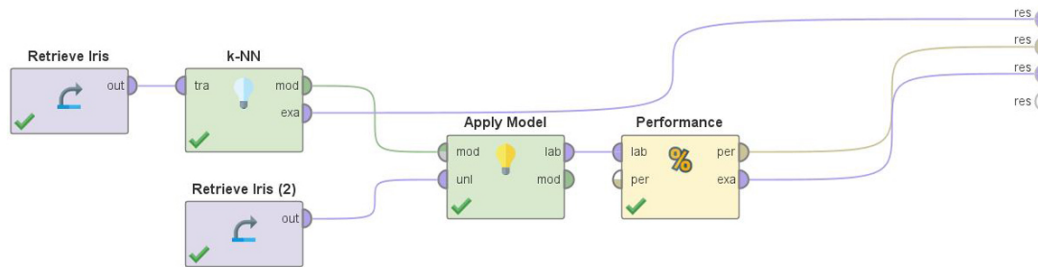 res
Retrieve Iris
k-NN
res
out
tra
mod
res
exa
res
Apply Model
Performance
mod
lab
lab
per
unl
mod
per
exa
Retrieve Iris (2)
out
%